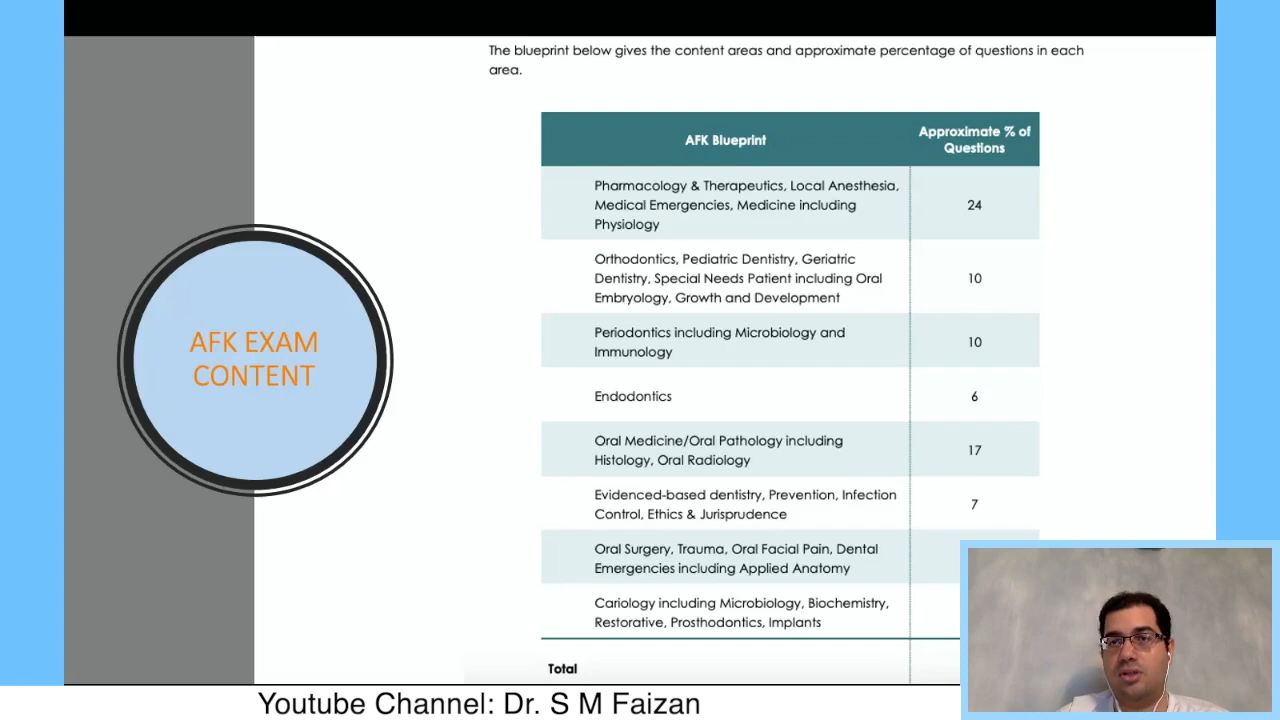 The blueprint below gives the content areas and approximate percentage of questions in each
area.
AFK Blueprint
Approximate % of
Questions
Pharmacology & Therapeutics, Local Anesthesia,
Medical Emergencies, Medicine including
Physiology
24
Orthodontics, Pediatric Dentistry, Geriatric
Dentistry, Special Needs Patient including Oral
Embryology, Growth and Development
10
Periodontics including Microbiology and
Immunology
10
Endodontics
6
Oral Medicine/Oral Pathology including
Histology, Oral Radiology
17
Evidenced-based dentistry, Prevention, Infection
Control, Ethics & Jurisprudence
7
Oral Surgery, Trauma, Oral Facial Pain, Dental
Emergencies including Applied Anatomy
Cariology including Microbiology, Biochemistry,
Restorative, Prosthodontics, Implants
Total
AFK EXAM
CONTENT
Youtube Channel: Dr. S M Faizan